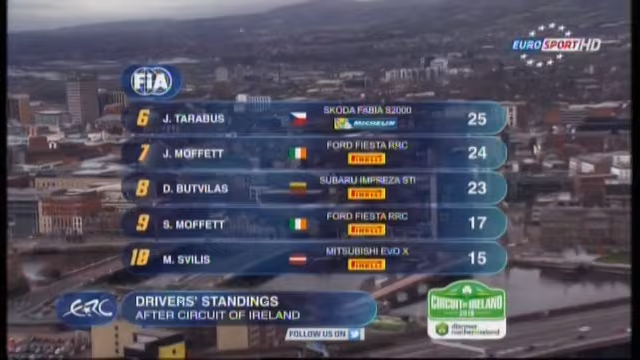 EUROSPORT HD
FIA
6 J. TARABUS SKODA FABIA S2000 MICHELIN 25
7 J. MOFFETT FORD FIESTA RRC PIRELLI 24
8 D. BUTVILAS SUBARU IMPREZA STI PIRELLI 23
9 S. MOFFETT FORD FIESTA RRC PIRELLI 17
10 M. SVILIS MITSUBISHI EVO X PIRELLI 15
ERC
DRIVERS' STANDINGS
AFTER CIRCUIT OF IRELAND
FOLLOW US ON
CIRCUIT OF IRELAND
discover
northernireland